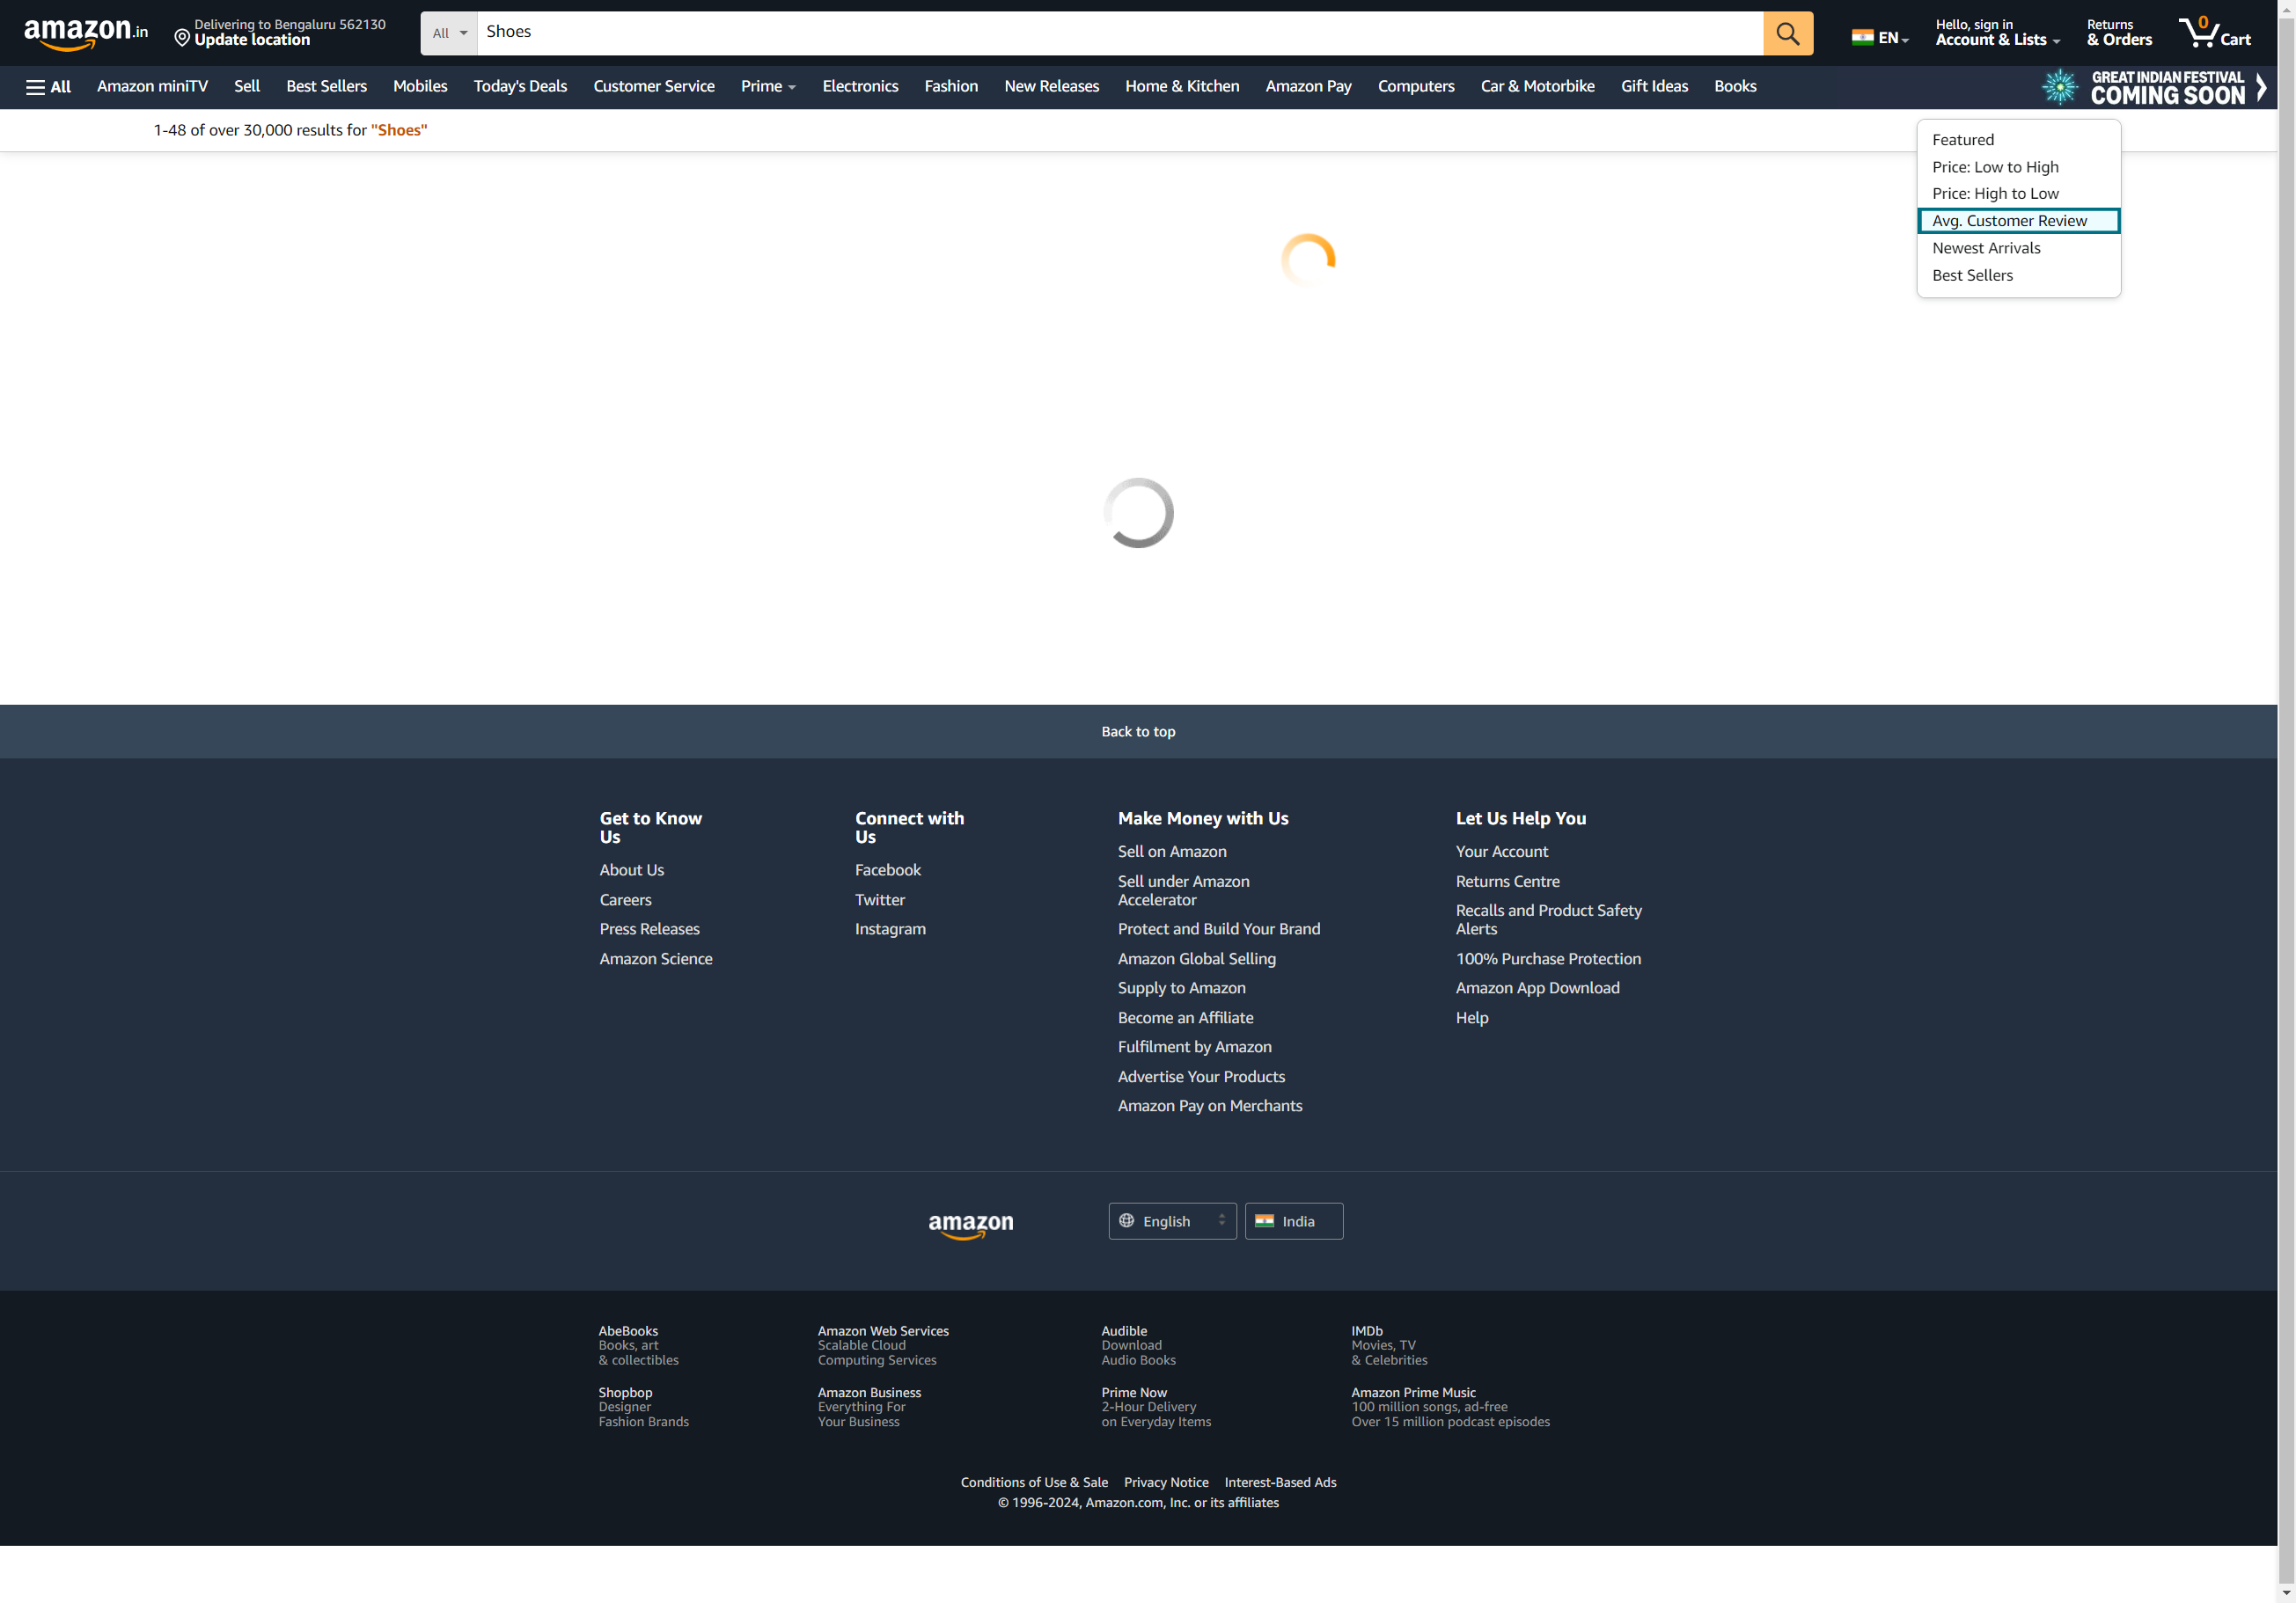 amazon.in
Delivering to Bengaluru 562130
Update location
All
Shoes
EN
Hello, sign in
Account & Lists
Returns
& Orders
0
Cart
All
Amazon miniTV
Sell
Best Sellers
Mobiles
Today's Deals
Customer Service
Prime
Electronics
Fashion
New Releases
Home & Kitchen
Amazon Pay
Computers
Car & Motorbike
Gift Ideas
Books
GREAT INDIAN FESTIVAL
COMING SOON
1-48 of over 30,000 results for "Shoes"
Featured
Price: Low to High
Price: High to Low
Avg. Customer Review
Newest Arrivals
Best Sellers
Back to top
Get to Know
Us
About Us
Careers
Press Releases
Amazon Science
Connect with
Us
Facebook
Twitter
Instagram
Make Money with Us
Sell on Amazon
Sell under Amazon
Accelerator
Protect and Build Your Brand
Amazon Global Selling
Supply to Amazon
Become an Affiliate
Fulfilment by Amazon
Advertise Your Products
Amazon Pay on Merchants
Let Us Help You
Your Account
Returns Centre
Recalls and Product Safety
Alerts
100% Purchase Protection
Amazon App Download
Help
amazon
English
India
AbeBooks
Books, art
& collectibles
Amazon Web Services
Scalable Cloud
Computing Services
Audible
Download
Audio Books
IMDb
Movies, TV
& Celebrities
Shopbop
Designer
Fashion Brands
Amazon Business
Everything For
Your Business
Prime Now
2-Hour Delivery
on Everyday Items
Amazon Prime Music
100 million songs, ad-free
Over 15 million podcast episodes
Conditions of Use & Sale
Privacy Notice
Interest-Based Ads
© 1996-2024, Amazon.com, Inc. or its affiliates